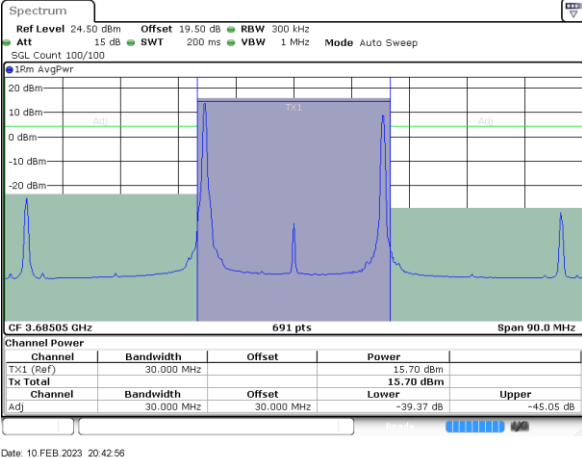 Spectrum
Ref Level 24.50 dBm Offset 19.50 dB RBW 300 kHz
Att 15 dB SWT 200 ms VBW 1 MHz Mode Auto Sweep
SGL Count 100/100
1Rm AvgPwr
20 dBm
TX1
10 dBm
Adj Adj
0 dBm
-10 dBm
-20 dBm
CF 3.68505 GHz 691 pts Span 90.0 MHz
Channel Power
Channel Bandwidth Offset Power
TX1 (Ref) 30.000 MHz 15.70 dBm
Tx Total 15.70 dBm
Channel Bandwidth Offset Lower Upper
Adj 30.000 MHz 30.000 MHz -39.37 dB -45.05 dB
Ready
Date: 10.FEB.2023 20:42:56